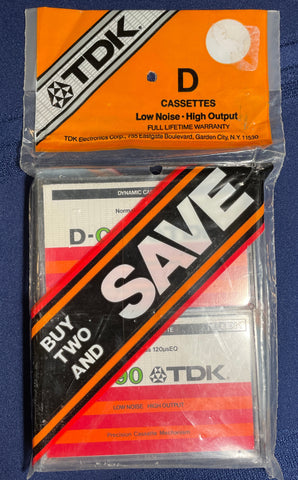 TDK.
D
CASSETTES
Low Noise · High Output
FULL LIFETIME WARRANTY
TDK Electronics Corp., 755 Eastgate Boulevard, Garden City, N.Y. 11530
DYNAMIC
D-
BUY
TWO
AND
SAVE
120μsEQ
90 TDK
LOW NOISE HIGH OUTPUT
Precision Cassette Mechanism